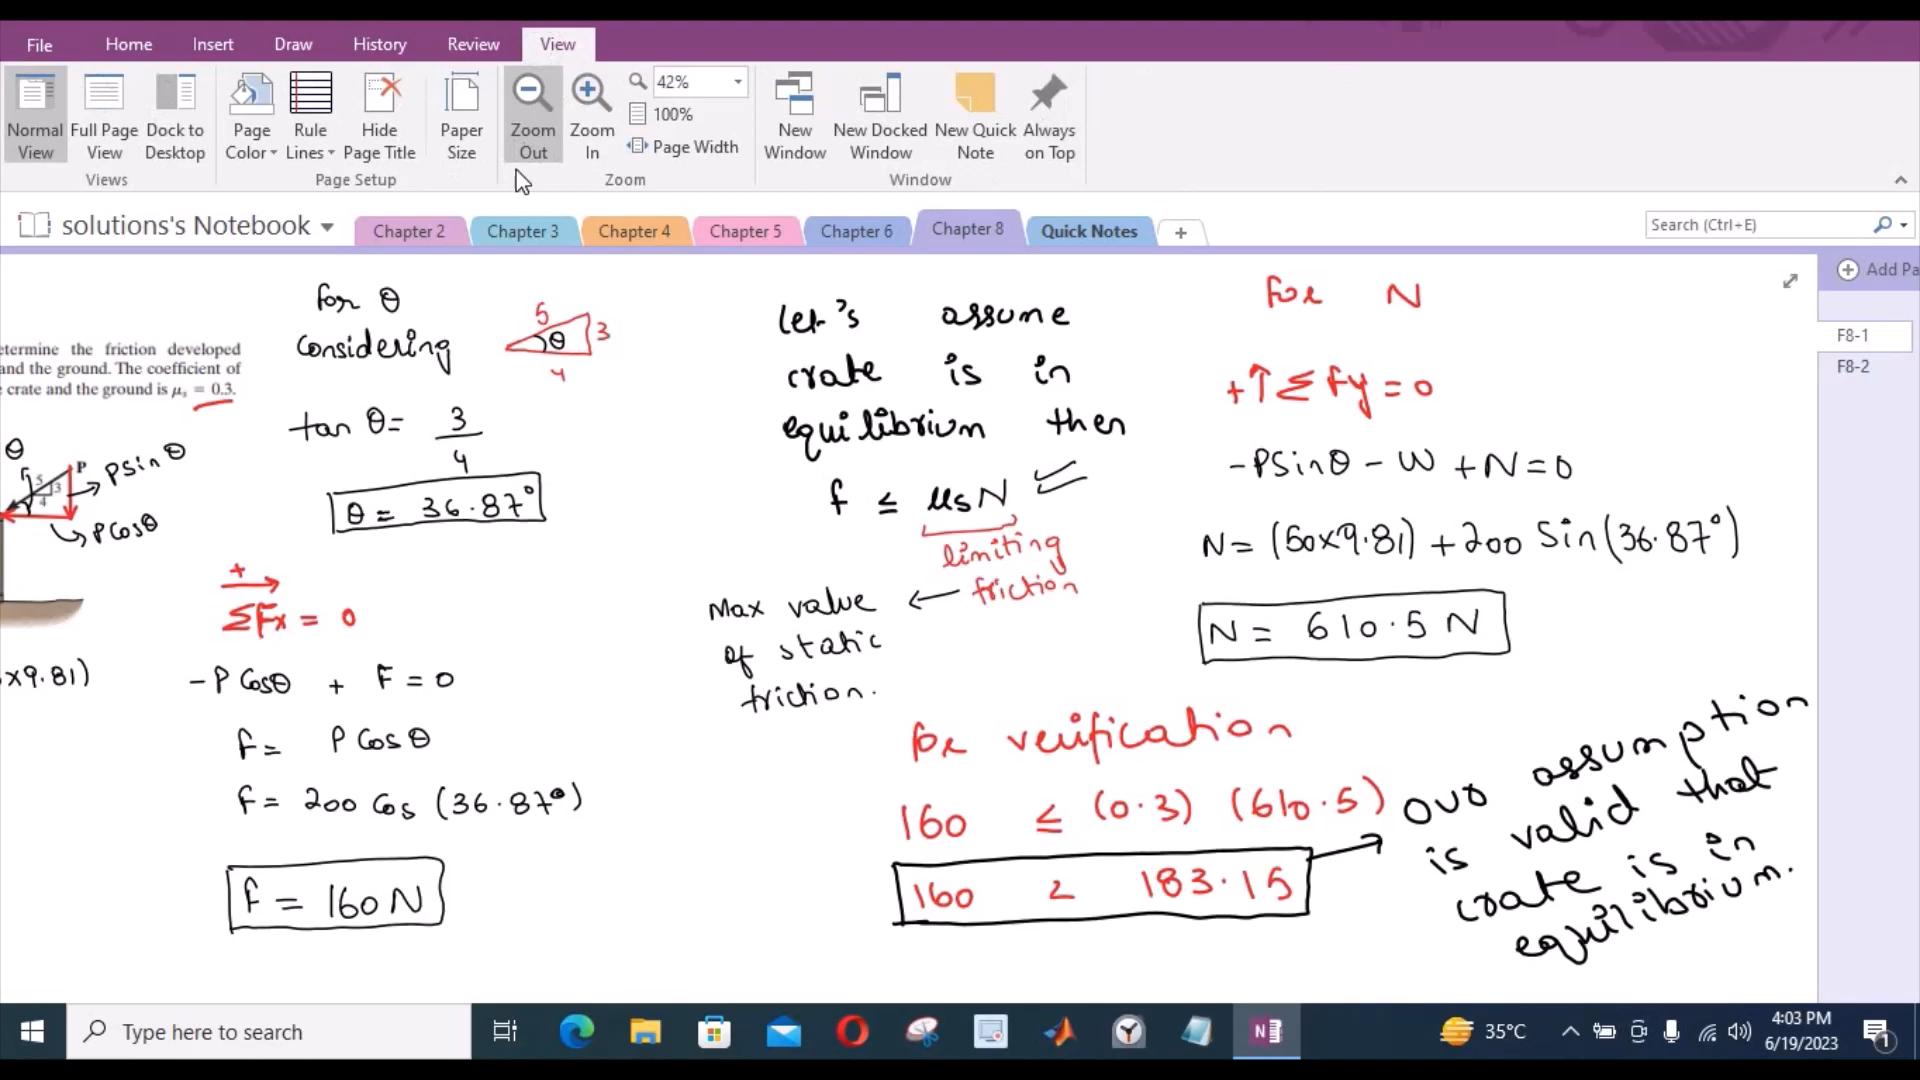 File Home Insert Draw History Review View
Normal View
Full Page View
Dock to Desktop
Views
Page Color
Rule Lines
Hide Page Title
Paper Size
Page Setup
Zoom Out
Zoom In
42%
100%
Page Width
Zoom
New Window
New Docked Window
New Quick Note
Always on Top
Window
solutions's Notebook
Chapter 2 Chapter 3 Chapter 4 Chapter 5 Chapter 6 Chapter 8 Quick Notes +
Search (Ctrl+E)
Add Pa
F8-1
F8-2
etermine the friction developed
and the ground. The coefficient of
crate and the ground is μs = 0.3.
θ
5 3 4
P
Psinθ
Pcosθ
x9.81)
for θ
considering
5 θ 3
4
tan θ = 3/4
θ = 36.87°
+
ΣFx = 0
-P Cosθ + F = 0
f = P Cos θ
f = 200 Cos (36.87°)
f = 160 N
Let's assume
crate is in
equilibrium then
f ≤ μsN
limiting
friction
Max value
of static
friction.
For N
+↑ Σ Fy = 0
-PSinθ - W + N = 0
N = (50x9.81) + 200 Sin(36.87°)
N = 610.5 N
for verification
160 ≤ (0.3) (610.5)
160 < 183.15
our assumption
is valid that
crate is in
equilibrium.
Type here to search
35°C
4:03 PM
6/19/2023
1